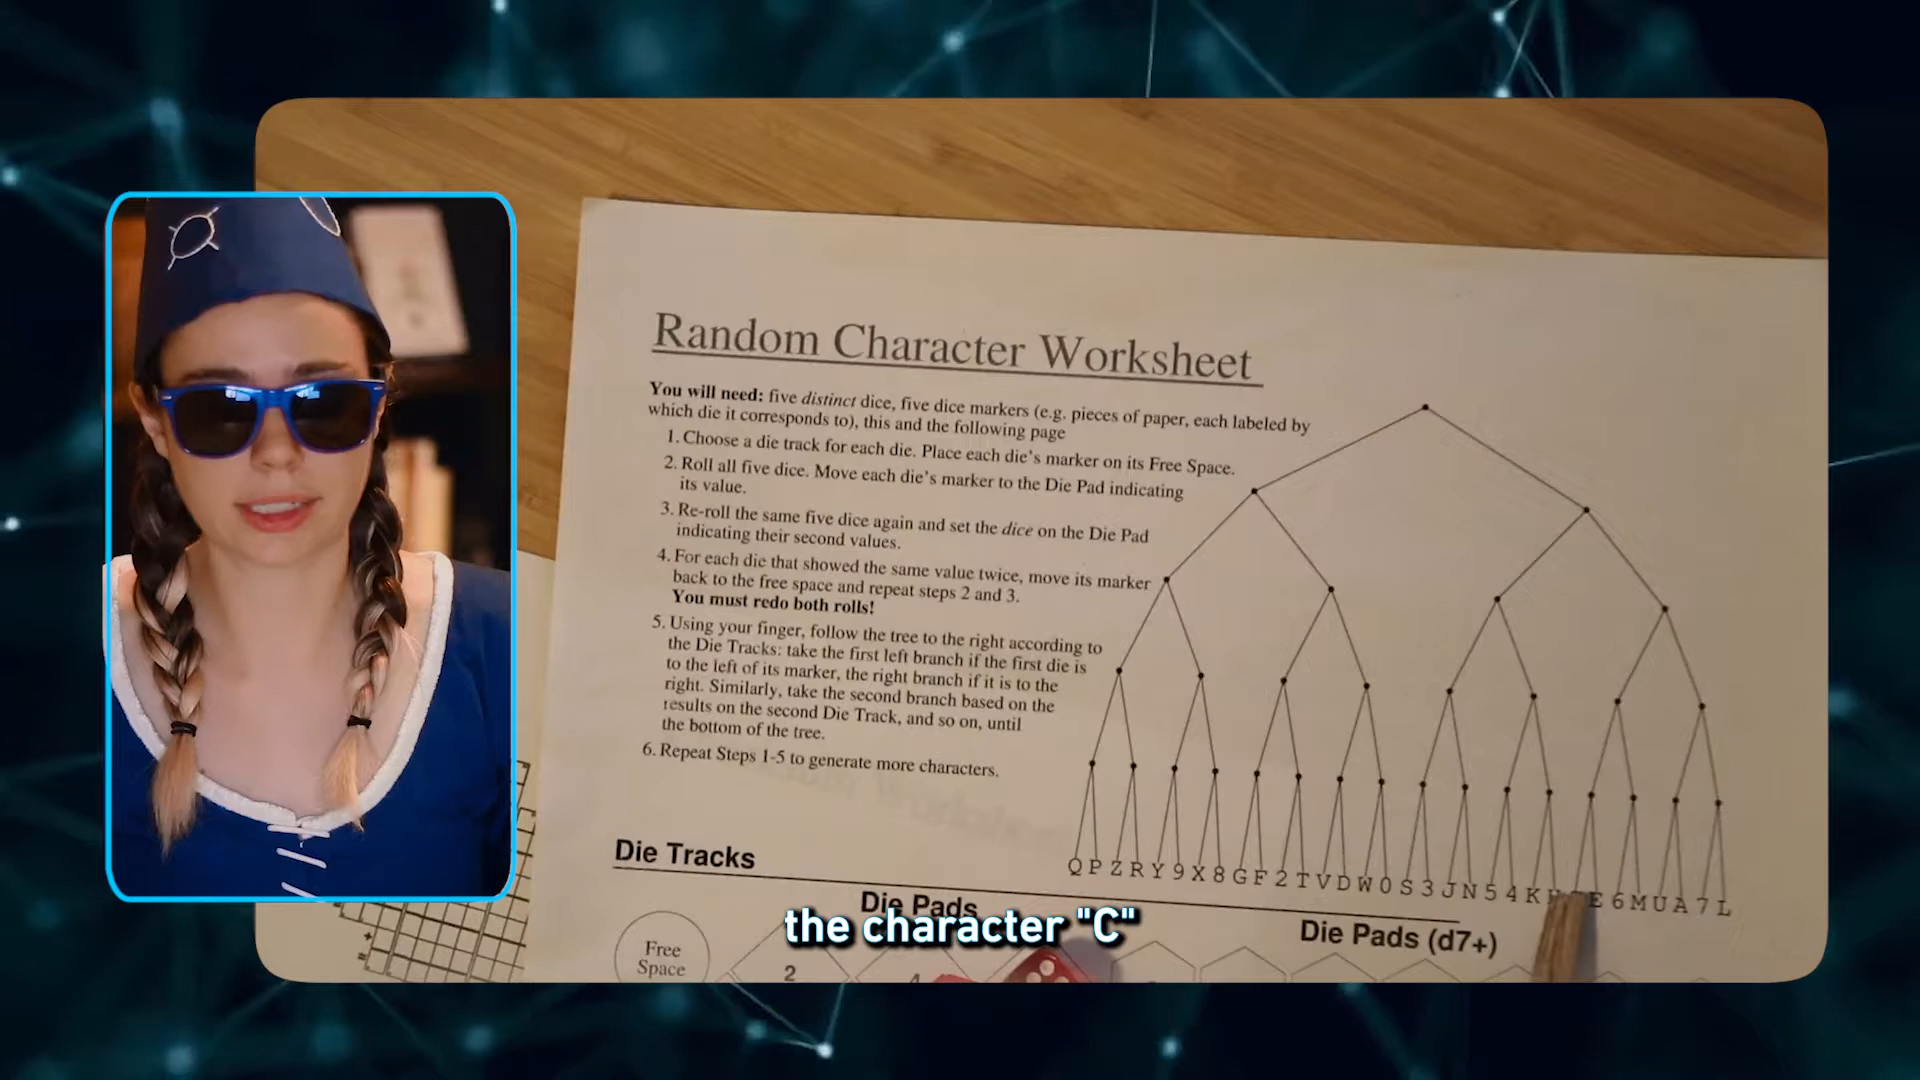 Random Character Worksheet
You will need: five distinct dice, five dice markers (e.g. pieces of paper, each labeled by
which die it corresponds to), this and the following page
1. Choose a die track for each die. Place each die's marker on its Free Space.
2. Roll all five dice. Move each die's marker to the Die Pad indicating
its value.
3. Re-roll the same five dice again and set the dice on the Die Pad
indicating their second values.
4. For each die that showed the same value twice, move its marker
back to the free space and repeat steps 2 and 3.
You must redo both rolls!
5. Using your finger, follow the tree to the right according to
the Die Tracks: take the first left branch if the first die is
to the left of its marker, the right branch if it is to the
right. Similarly, take the second branch based on the
results on the second Die Track, and so on, until
the bottom of the tree.
6. Repeat Steps 1-5 to generate more characters.
Q P Z R Y 9 X 8 G F 2 T V D W 0 S 3 J N 5 4 K E 6 M U A 7 L
Die Tracks
Die Pads
Die Pads (d7+)
Free
Space
2
the character "C"